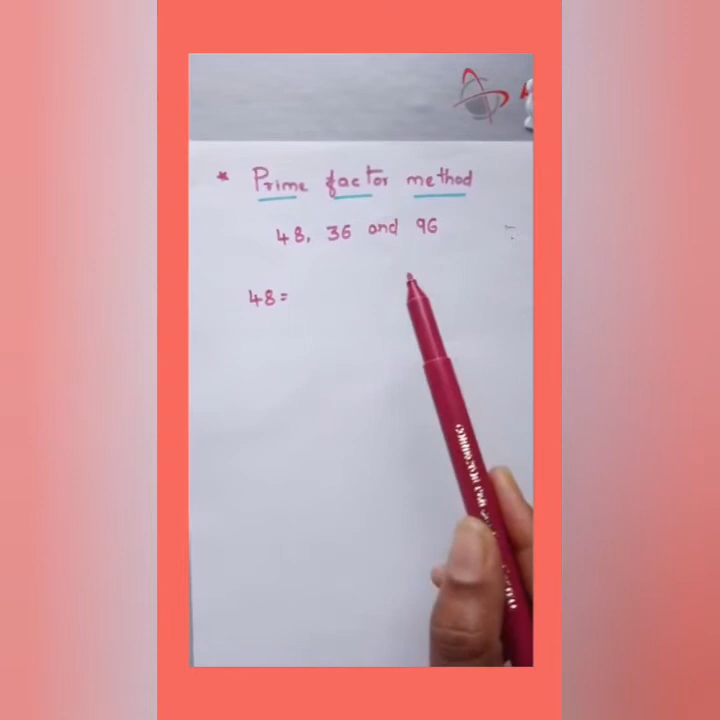 * Prime factor method
48, 36 and 96
48=